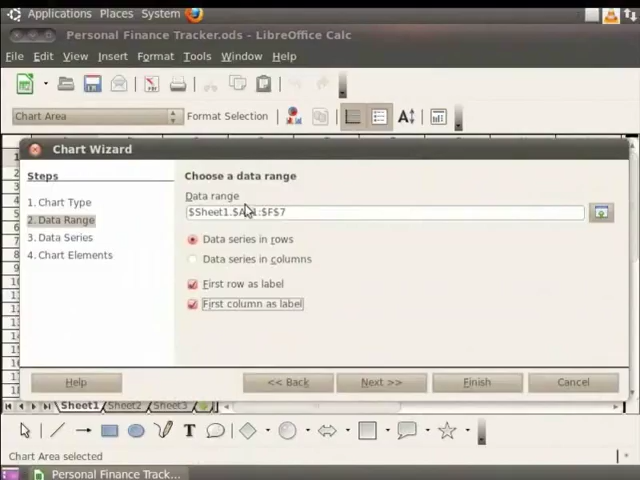 Applications Places System
Personal Finance Tracker.ods - LibreOffice Calc
File Edit View Insert Format Tools Window Help
Chart Area Format Selection
Chart Wizard
Steps
1. Chart Type
2. Data Range
3. Data Series
4. Chart Elements
Choose a data range
Data range
$Sheet1.$A$1:$F$7
Data series in rows
Data series in columns
First row as label
First column as label
Help << Back Next >> Finish Cancel
Sheet1 Sheet2 Sheet3
Chart Area selected
Personal Finance Track...